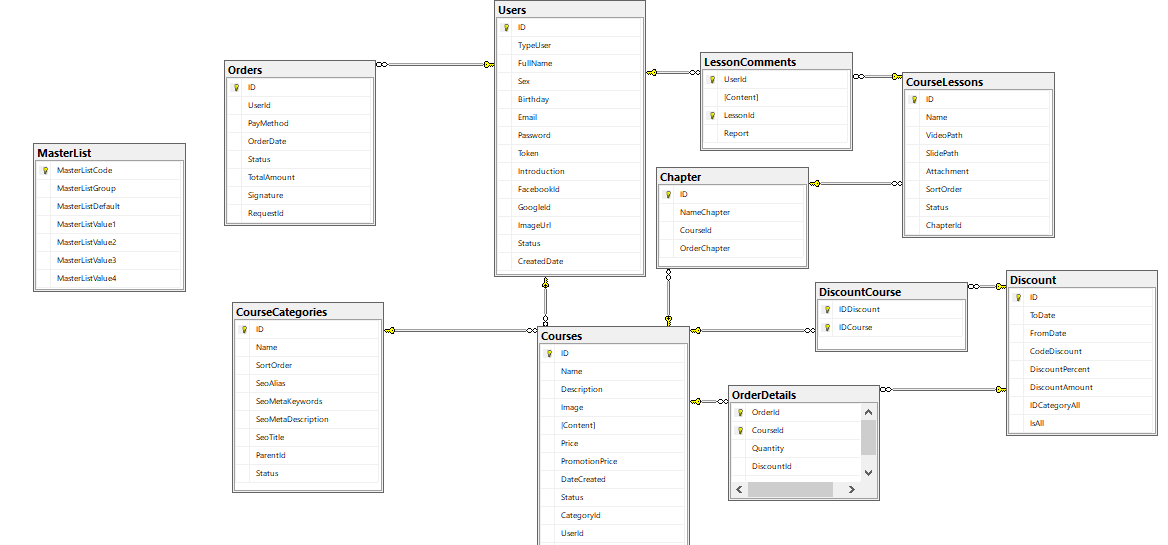 Users
ID
TypeUser
FullName
Sex
Birthday
Email
Password
Token
Introduction
FacebookId
GoogleId
ImageUrl
Status
CreatedDate
Orders
ID
UserId
PayMethod
OrderDate
Status
TotalAmount
Signature
RequestId
LessonComments
UserId
[Content]
LessonId
Report
CourseLessons
ID
Name
VideoPath
SlidePath
Attachment
SortOrder
Status
ChapterId
MasterList
MasterListCode
MasterListGroup
MasterListDefault
MasterListValue1
MasterListValue2
MasterListValue3
MasterListValue4
Chapter
ID
NameChapter
CourseId
OrderChapter
Discount
ID
ToDate
FromDate
CodeDiscount
DiscountPercent
DiscountAmount
IDCategoryAll
IsAll
DiscountCourse
IDDiscount
IDCourse
CourseCategories
ID
Name
SortOrder
SeoAlias
SeoMetaKeywords
SeoMetaDescription
SeoTitle
ParentId
Status
Courses
ID
Name
Description
Image
[Content]
Price
PromotionPrice
DateCreated
Status
CategoryId
UserId
OrderDetails
OrderId
CourseId
Quantity
DiscountId